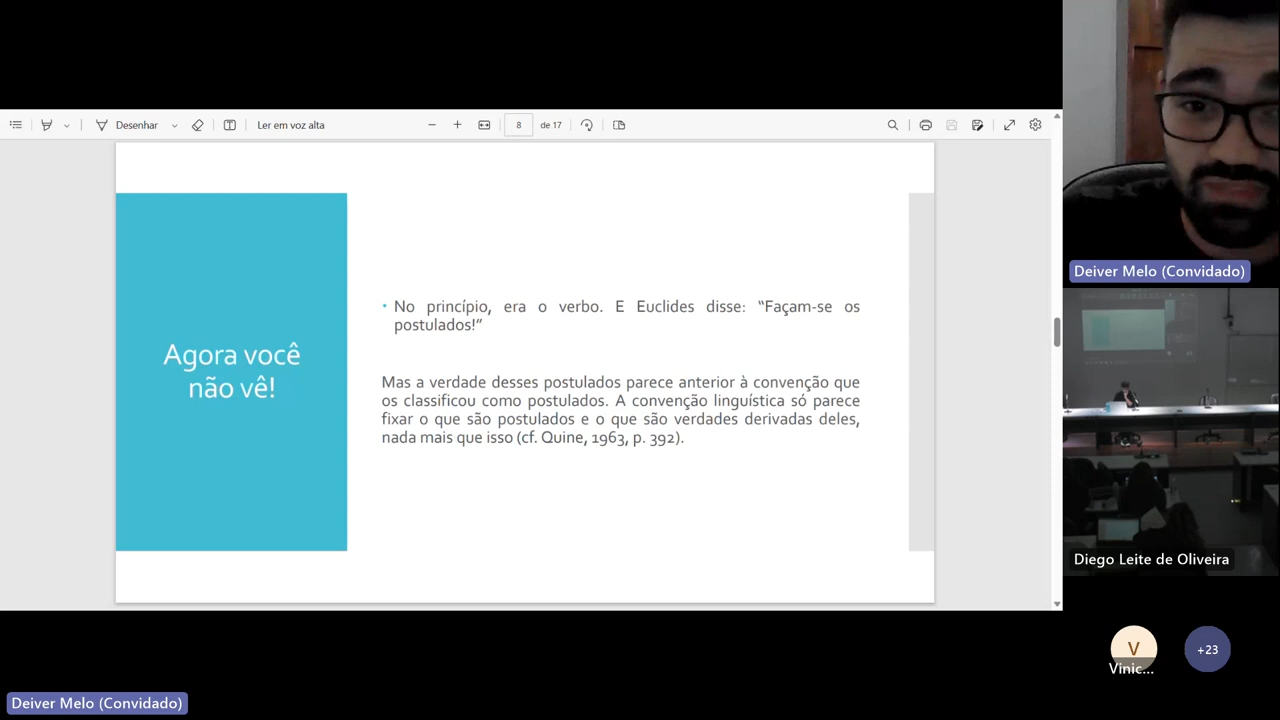 Desenhar
Ler em voz alta
8 de 17
Agora você
não vê!
• No princípio, era o verbo. E Euclides disse: “Façam-se os
postulados!”
Mas a verdade desses postulados parece anterior à convenção que
os classificou como postulados. A convenção linguística só parece
fixar o que são postulados e o que são verdades derivadas deles,
nada mais que isso (cf. Quine, 1963, p. 392).
Deiver Melo (Convidado)
Diego Leite de Oliveira
V
Vinic...
+23
Deiver Melo (Convidado)